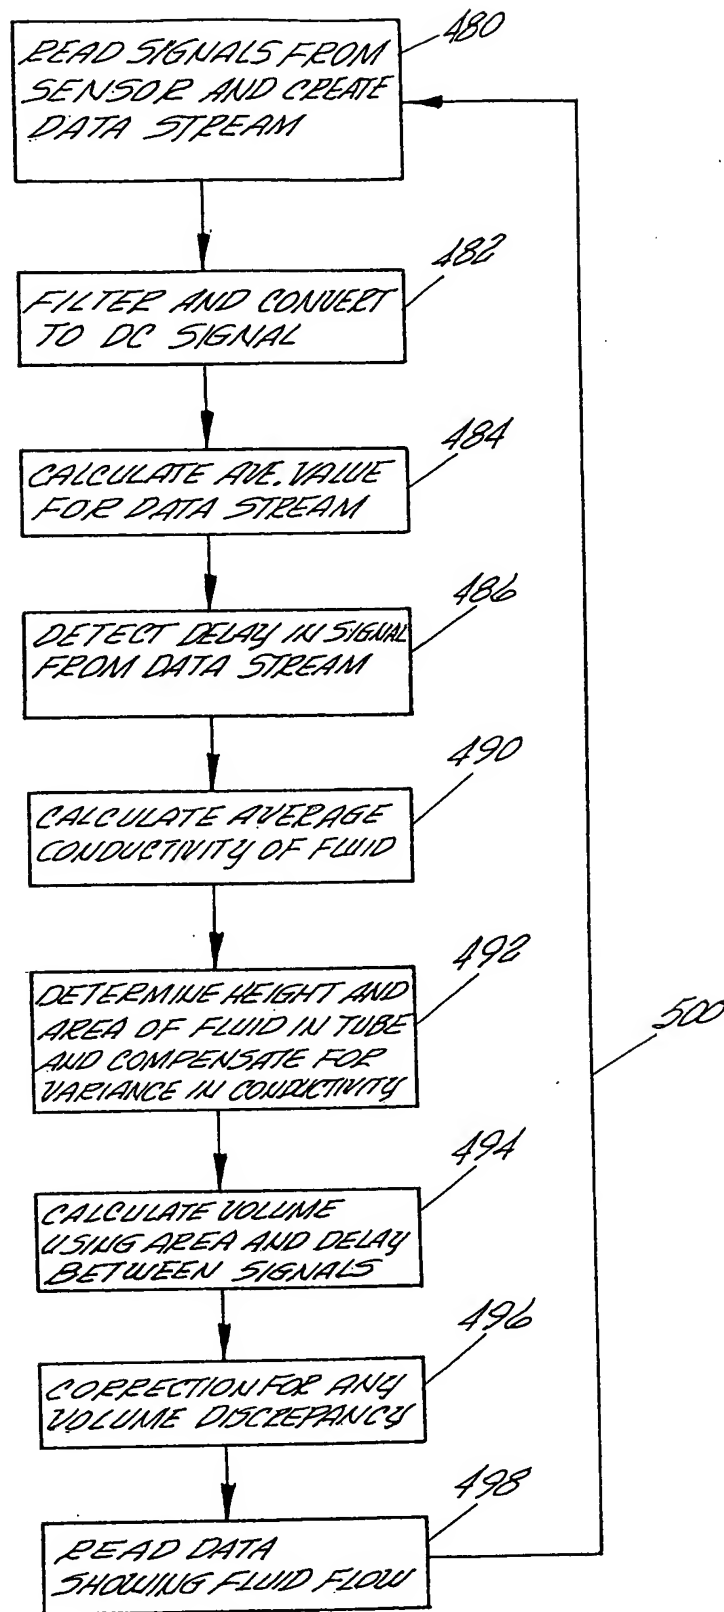 480
READ SIGNALS FROM
SENSOR AND CREATE
DATA STREAM
482
FILTER AND CONVERT
TO DC SIGNAL
484
CALCULATE AVE. VALUE
FOR DATA STREAM
486
DETECT DELAY IN SIGNAL
FROM DATA STREAM
490
CALCULATE AVERAGE
CONDUCTIVITY OF FLUID
492
DETERMINE HEIGHT AND
AREA OF FLUID IN TUBE
AND COMPENSATE FOR
VARIANCE IN CONDUCTIVITY
500
494
CALCULATE VOLUME
USING AREA AND DELAY
BETWEEN SIGNALS
496
CORRECTION FOR ANY
VOLUME DISCREPANCY
498
READ DATA
SHOWING FLUID FLOW